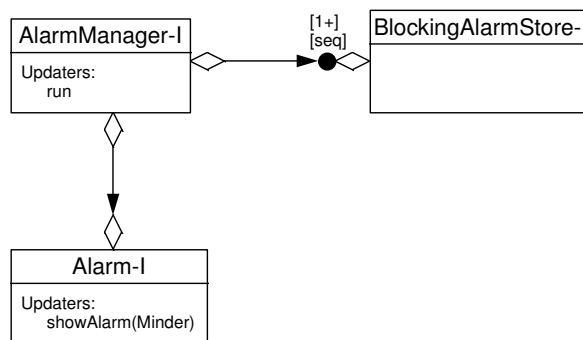 AlarmManager-I
Updaters:
run
[1+]
[seq]
BlockingAlarmStore-
Alarm-I
Updaters:
showAlarm(Minder)